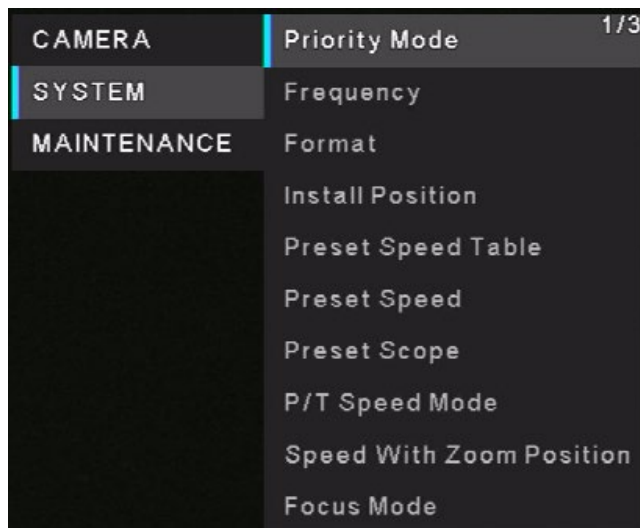 CAMERA
SYSTEM
MAINTENANCE
1/3
Priority Mode
Frequency
Format
Install Position
Preset Speed Table
Preset Speed
Preset Scope
P/T Speed Mode
Speed With Zoom Position
Focus Mode